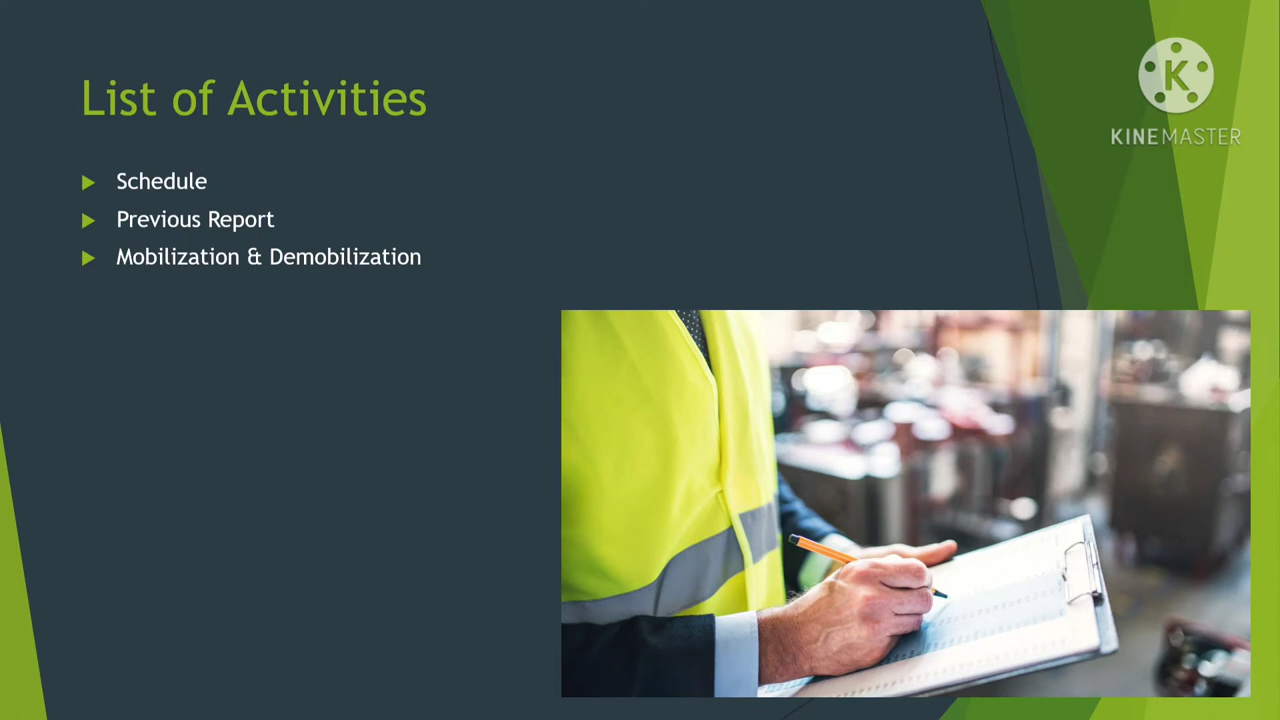 List of Activities
Schedule
Previous Report
Mobilization & Demobilization
K
KINEMASTER